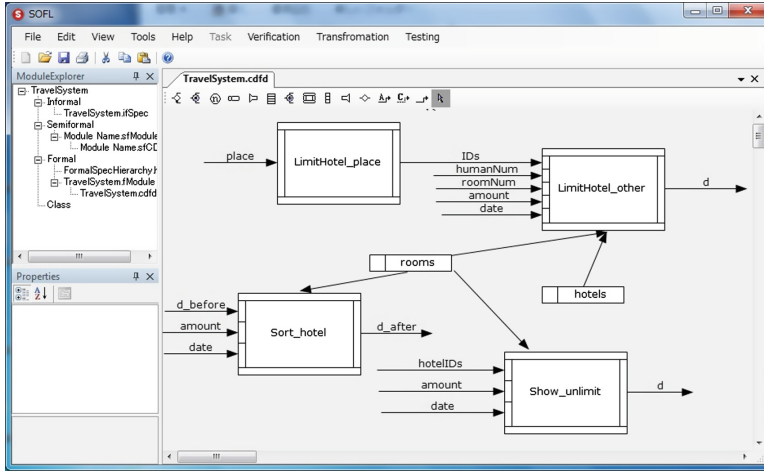 SOFL
File Edit View Tools Help Task Verification Transfromation Testing
ModuleExplorer
TravelSystem
Informal
TravelSystem.ifSpec
Semiformal
Module Name.sfModule
Module Name.sfCD
Formal
FormalSpecHierarchy.h
TravelSystem.fModule
TravelSystem.cdfd
Class
Properties
TravelSystem.cdfd
place
LimitHotel_place
IDs
humanNum
roomNum
amount
date
LimitHotel_other
d
rooms
hotels
d_before
amount
date
Sort_hotel
d_after
hotelIDs
amount
date
Show_unlimit
d